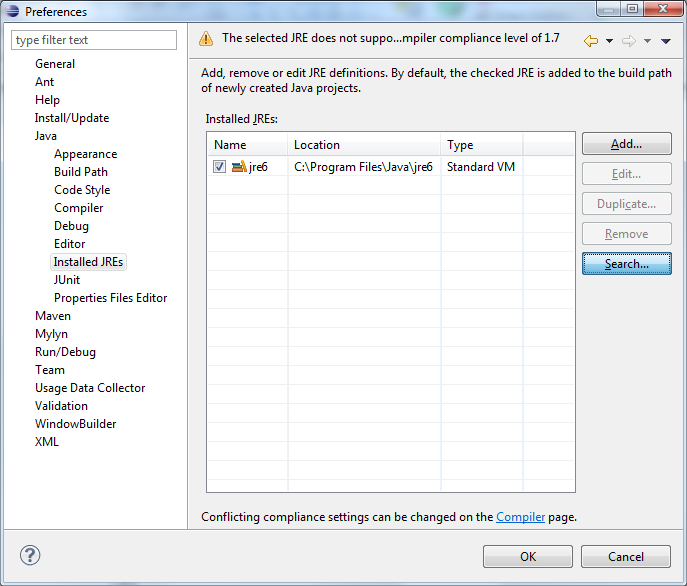 Preferences
type filter text
The selected JRE does not suppo...mpiler compliance level of 1.7
General
Ant
Help
Install/Update
Java
Appearance
Build Path
Code Style
Compiler
Debug
Editor
Installed JREs
JUnit
Properties Files Editor
Maven
Mylyn
Run/Debug
Team
Usage Data Collector
Validation
WindowBuilder
XML
Add, remove or edit JRE definitions. By default, the checked JRE is added to the build path
of newly created Java projects.
Installed JREs:
Name Location Type
jre6 C:\Program Files\Java\jre6 Standard VM
Add...
Edit...
Duplicate...
Remove
Search...
Conflicting compliance settings can be changed on the Compiler page.
?
OK Cancel